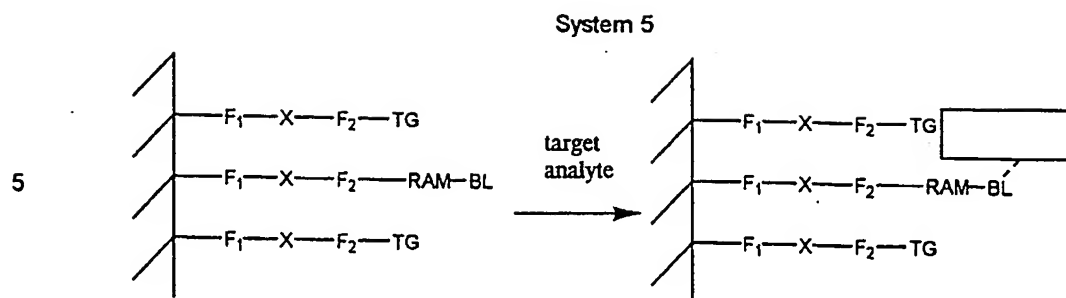 System 5
5
F₁—X—F₂—TG
F₁—X—F₂—RAM—BL
F₁—X—F₂—TG
target
analyte
F₁—X—F₂—TG
F₁—X—F₂—RAM—BL
F₁—X—F₂—TG